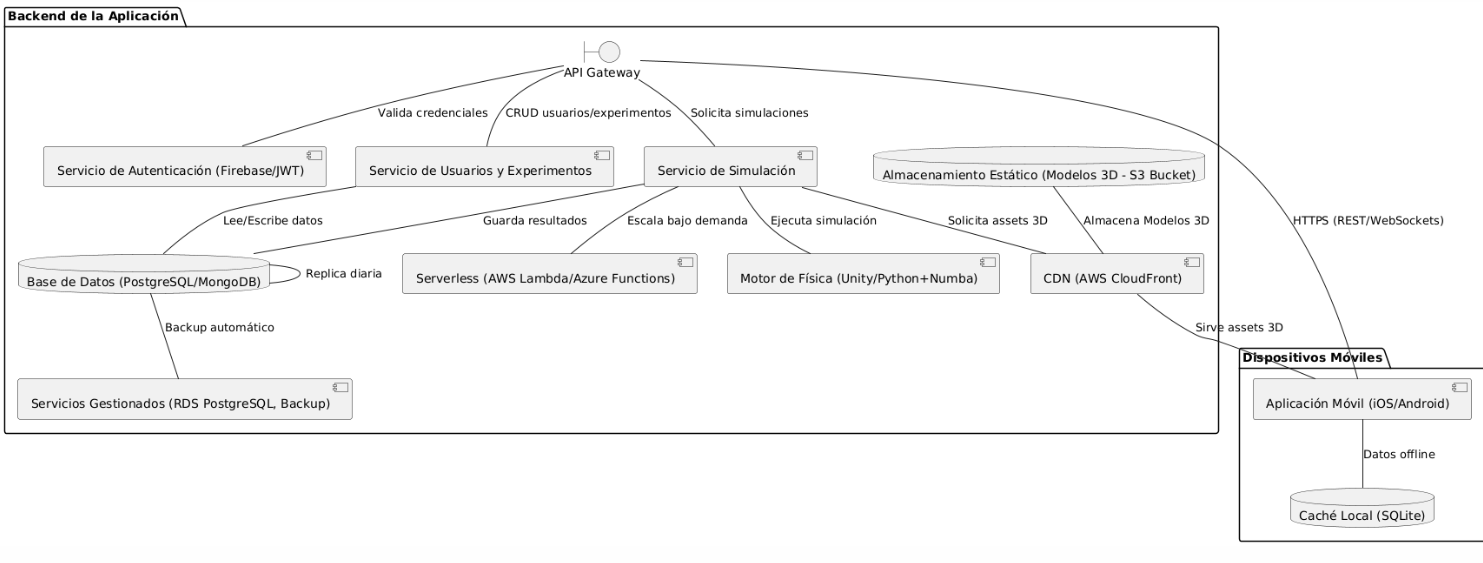 Backend de la Aplicación
API Gateway
Valida credenciales
CRUD usuarios/experimentos
Solicita simulaciones
Servicio de Autenticación (Firebase/JWT)
Servicio de Usuarios y Experimentos
Servicio de Simulación
Almacenamiento Estático (Modelos 3D - S3 Bucket)
Lee/Escribe datos
Guarda resultados
Escala bajo demanda
Ejecuta simulación
Solicita assets 3D
Almacena Modelos 3D
HTTPS (REST/WebSockets)
Base de Datos (PostgreSQL/MongoDB)
Replica diaria
Serverless (AWS Lambda/Azure Functions)
Motor de Física (Unity/Python+Numba)
CDN (AWS CloudFront)
Backup automático
Sirve assets 3D
Dispositivos Móviles
Servicios Gestionados (RDS PostgreSQL, Backup)
Aplicación Móvil (iOS/Android)
Datos offline
Caché Local (SQLite)